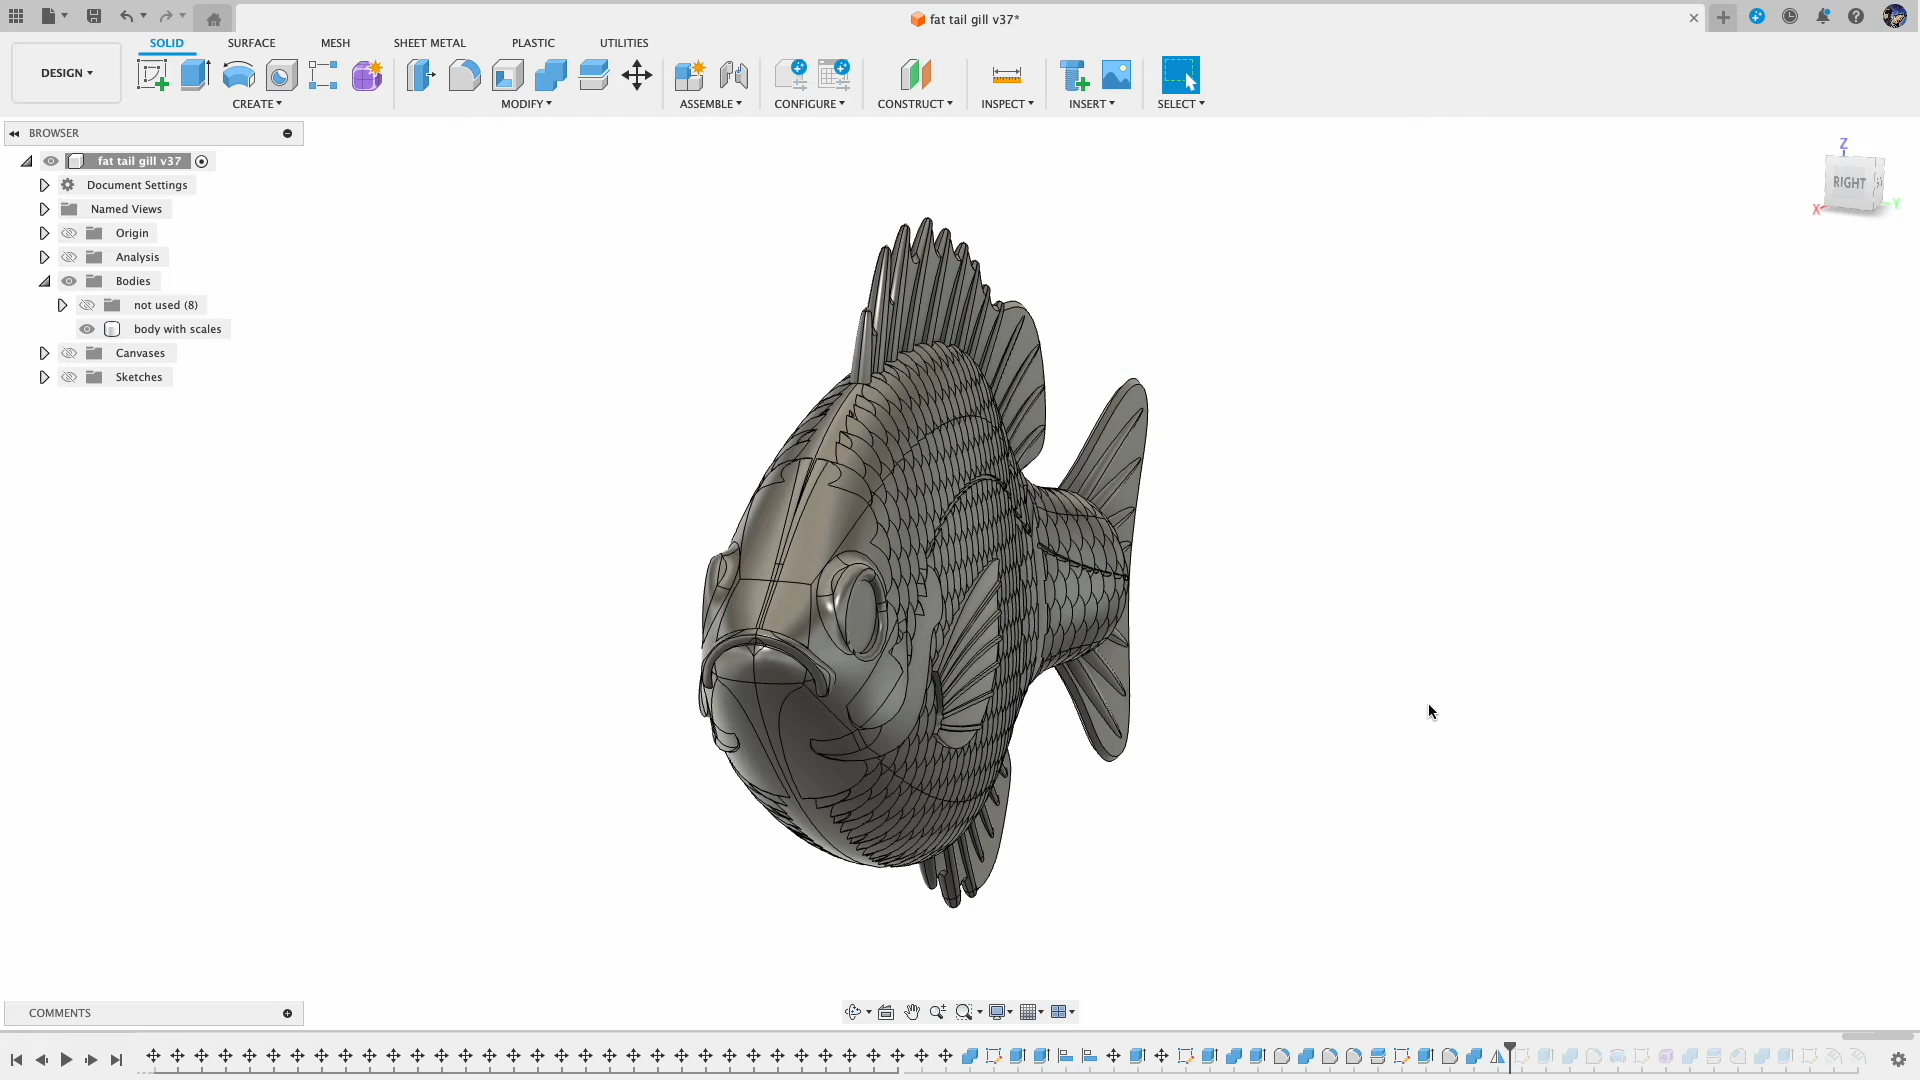 fat tail gill v37*
SOLID
SURFACE
MESH
SHEET METAL
PLASTIC
UTILITIES
DESIGN
CREATE
MODIFY
ASSEMBLE
CONFIGURE
CONSTRUCT
INSPECT
INSERT
SELECT
BROWSER
fat tail gill v37
Document Settings
Named Views
Origin
Analysis
Bodies
not used (8)
body with scales
Canvases
Sketches
Z
RIGHT
X
Y
COMMENTS